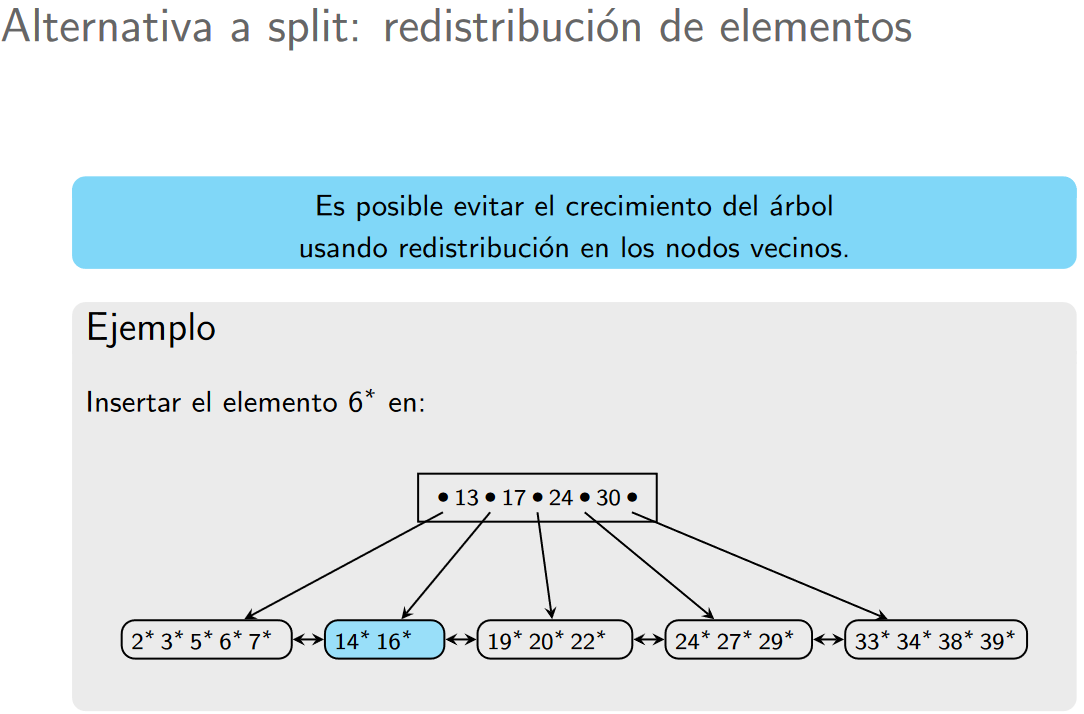 Alternativa a split: redistribución de elementos
Es posible evitar el crecimiento del árbol
usando redistribución en los nodos vecinos.
Ejemplo
Insertar el elemento 6* en:
• 13 • 17 • 24 • 30 •
2* 3* 5* 6* 7*
14* 16*
19* 20* 22*
24* 27* 29*
33* 34* 38* 39*